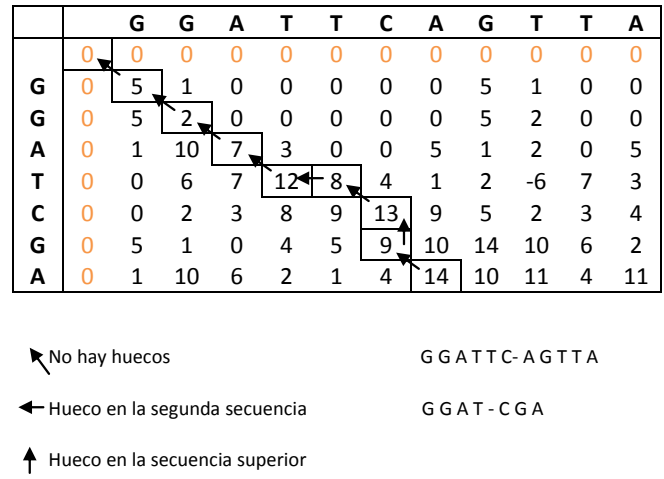 G G A T T C A G T T A
0 0 0 0 0 0 0 0 0 0 0 0
G 0 5 1 0 0 0 0 0 5 1 0 0
G 0 5 2 0 0 0 0 0 5 2 0 0
A 0 1 10 7 3 0 0 5 1 2 0 5
T 0 0 6 7 12 8 4 1 2 -6 7 3
C 0 0 2 3 8 9 13 9 5 2 3 4
G 0 5 1 0 4 5 9 10 14 10 6 2
A 0 1 10 6 2 1 4 14 10 11 4 11
No hay huecos
G G A T T C- A G T T A
Hueco en la segunda secuencia
G G A T - C G A
Hueco en la secuencia superior